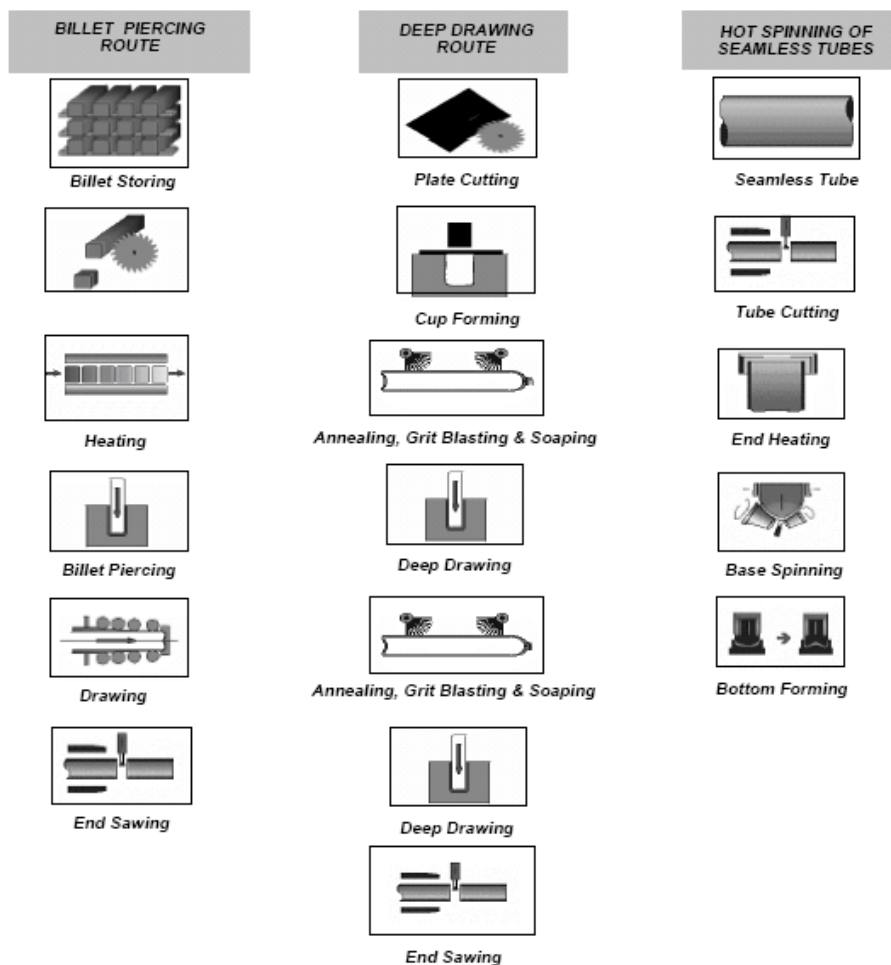 BILLET PIERCING
ROUTE
Billet Storing
Heating
Billet Piercing
Drawing
End Sawing
DEEP DRAWING
ROUTE
Plate Cutting
Cup Forming
Annealing, Grit Blasting & Soaping
Deep Drawing
Annealing, Grit Blasting & Soaping
Deep Drawing
End Sawing
HOT SPINNING OF
SEAMLESS TUBES
Seamless Tube
Tube Cutting
End Heating
Base Spinning
Bottom Forming